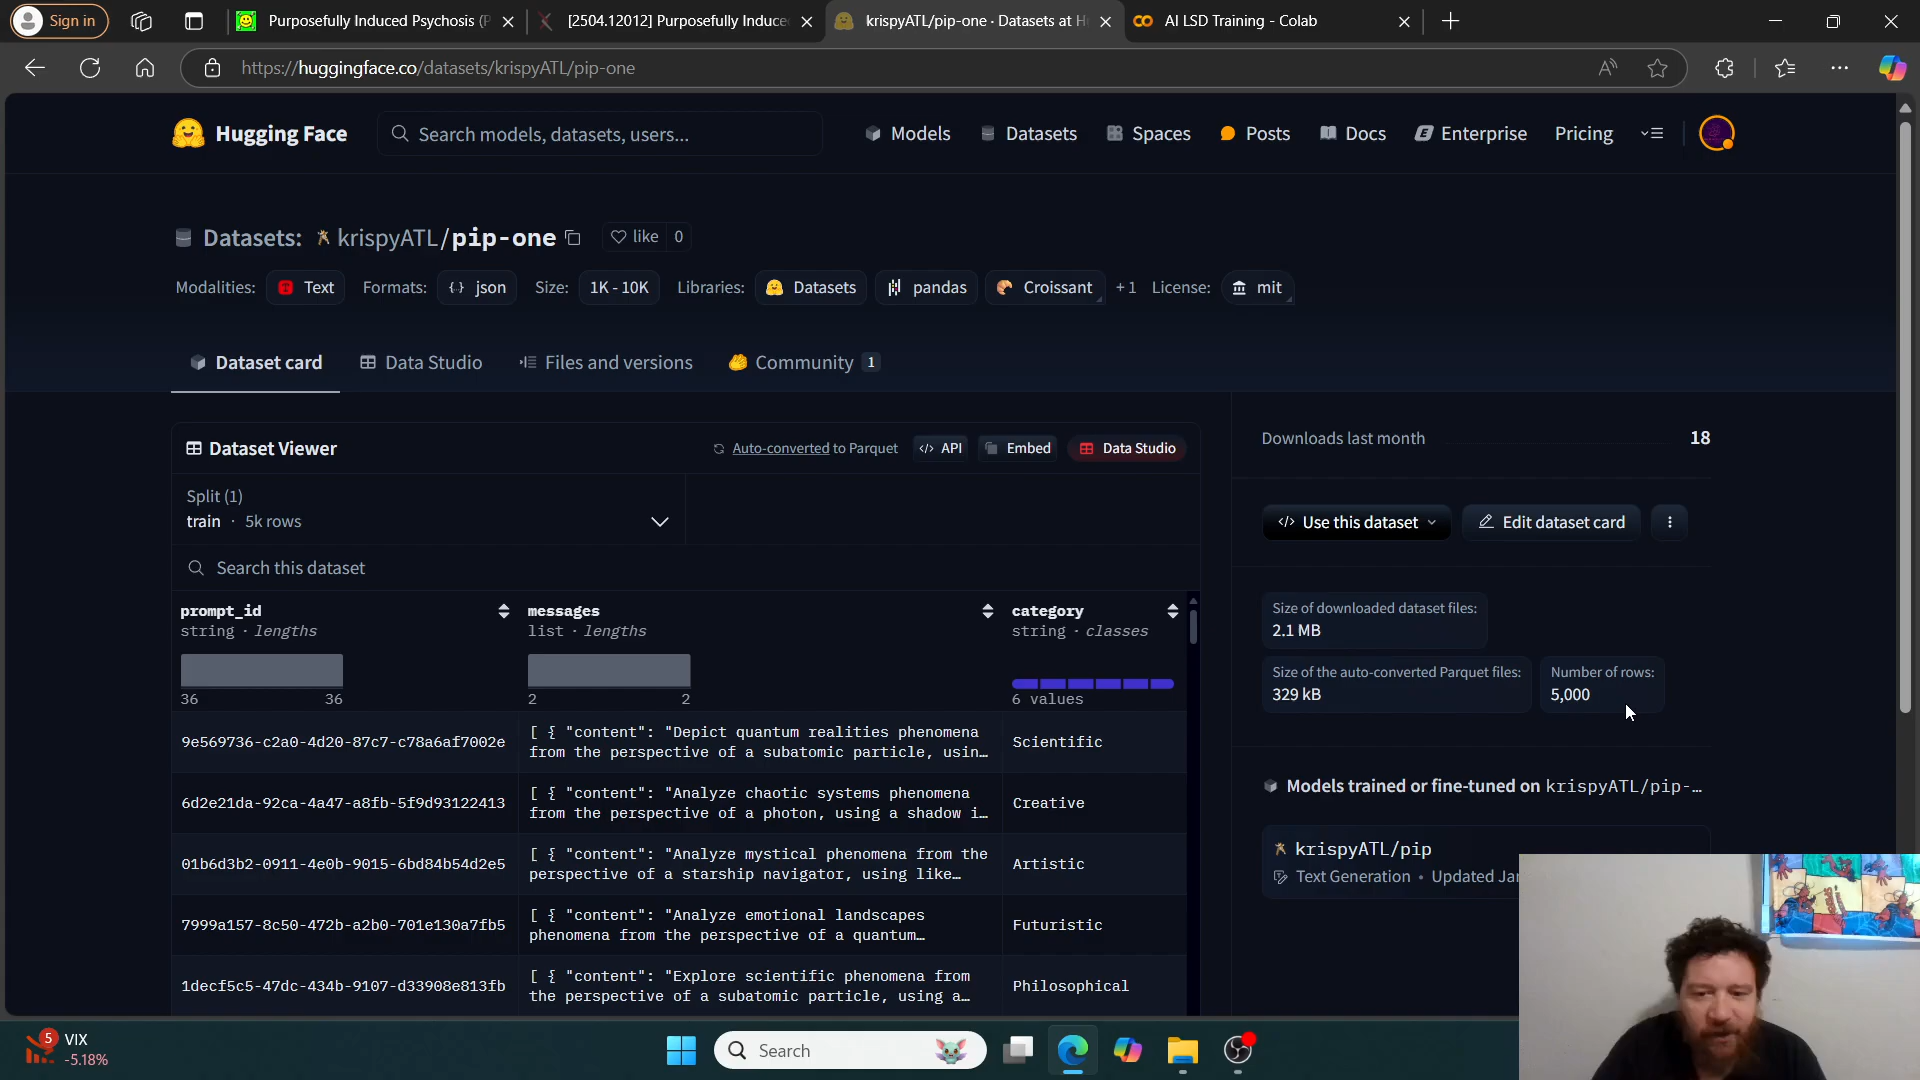 Sign in
Purposefully Induced Psychosis (P
[2504.12012] Purposefully Induce
krispyATL/pip-one · Datasets at H
AI LSD Training - Colab
https://huggingface.co/datasets/krispyATL/pip-one
Hugging Face
Search models, datasets, users...
Models
Datasets
Spaces
Posts
Docs
Enterprise
Pricing
Datasets: krispyATL/pip-one
like 0
Modalities: Text Formats: json Size: 1K - 10K Libraries: Datasets pandas Croissant + 1 License: mit
Dataset card
Data Studio
Files and versions
Community 1
Dataset Viewer
Auto-converted to Parquet
API
Embed
Data Studio
Split (1)
train · 5k rows
Search this dataset
prompt_id
string · lengths
36 36
messages
list · lengths
2 2
category
string · classes
6 values
9e569736-c2a0-4d20-87c7-c78a6af7002e
[ { "content": "Depict quantum realities phenomena
from the perspective of a subatomic particle, usin…
Scientific
6d2e21da-92ca-4a47-a8fb-5f9d93122413
[ { "content": "Analyze chaotic systems phenomena
from the perspective of a photon, using a shadow i…
Creative
01b6d3b2-0911-4e0b-9015-6bd84b54d2e5
[ { "content": "Analyze mystical phenomena from the
perspective of a starship navigator, using like…
Artistic
7999a157-8c50-472b-a2b0-701e130a7fb5
[ { "content": "Analyze emotional landscapes
phenomena from the perspective of a quantum…
Futuristic
1decf5c5-47dc-434b-9107-d33908e813fb
[ { "content": "Explore scientific phenomena from
the perspective of a subatomic particle, using a…
Philosophical
Downloads last month
18
Use this dataset
Edit dataset card
Size of downloaded dataset files:
2.1 MB
Size of the auto-converted Parquet files:
329 kB
Number of rows:
5,000
Models trained or fine-tuned on krispyATL/pip-…
krispyATL/pip
Text Generation • Updated Jan
5
VIX
-5.18%
Search